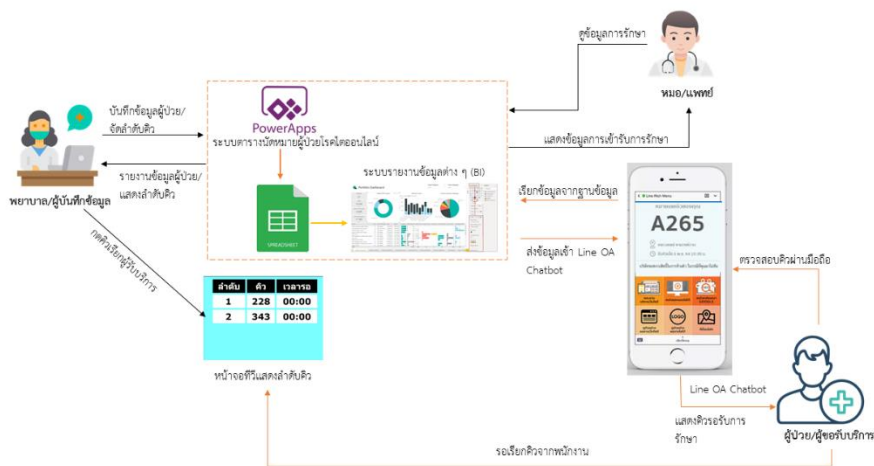 ดูข้อมูลการรักษา
หมอ/แพทย์
บันทึกข้อมูลผู้ป่วย/
จัดลำดับคิว
PowerApps
ระบบตารางนัดหมายผู้ป่วยโรคไตออนไลน์
แสดงข้อมูลการเข้ารับการรักษา
รายงานข้อมูลผู้ป่วย/
แสดงลำดับคิว
ระบบรายงานข้อมูลต่าง ๆ (BI)
พยาบาล/ผู้บันทึกข้อมูล
SPREADSHEET
เรียกข้อมูลจากฐานข้อมูล
A265
ส่งข้อมูลเข้า Line OA
Chatbot
ตรวจสอบคิวผ่านมือถือ
กดคิวเรียกผู้รับบริการ
ลำดับ คิว เวลารอ
1 228 00:00
2 343 00:00
LOGO
หน้าจอทีวีแสดงลำดับคิว
Line OA Chatbot
แสดงคิวรอรับการ
รักษา
ผู้ป่วย/ผู้ขอรับบริการ
รอเรียกคิวจากพนักงาน